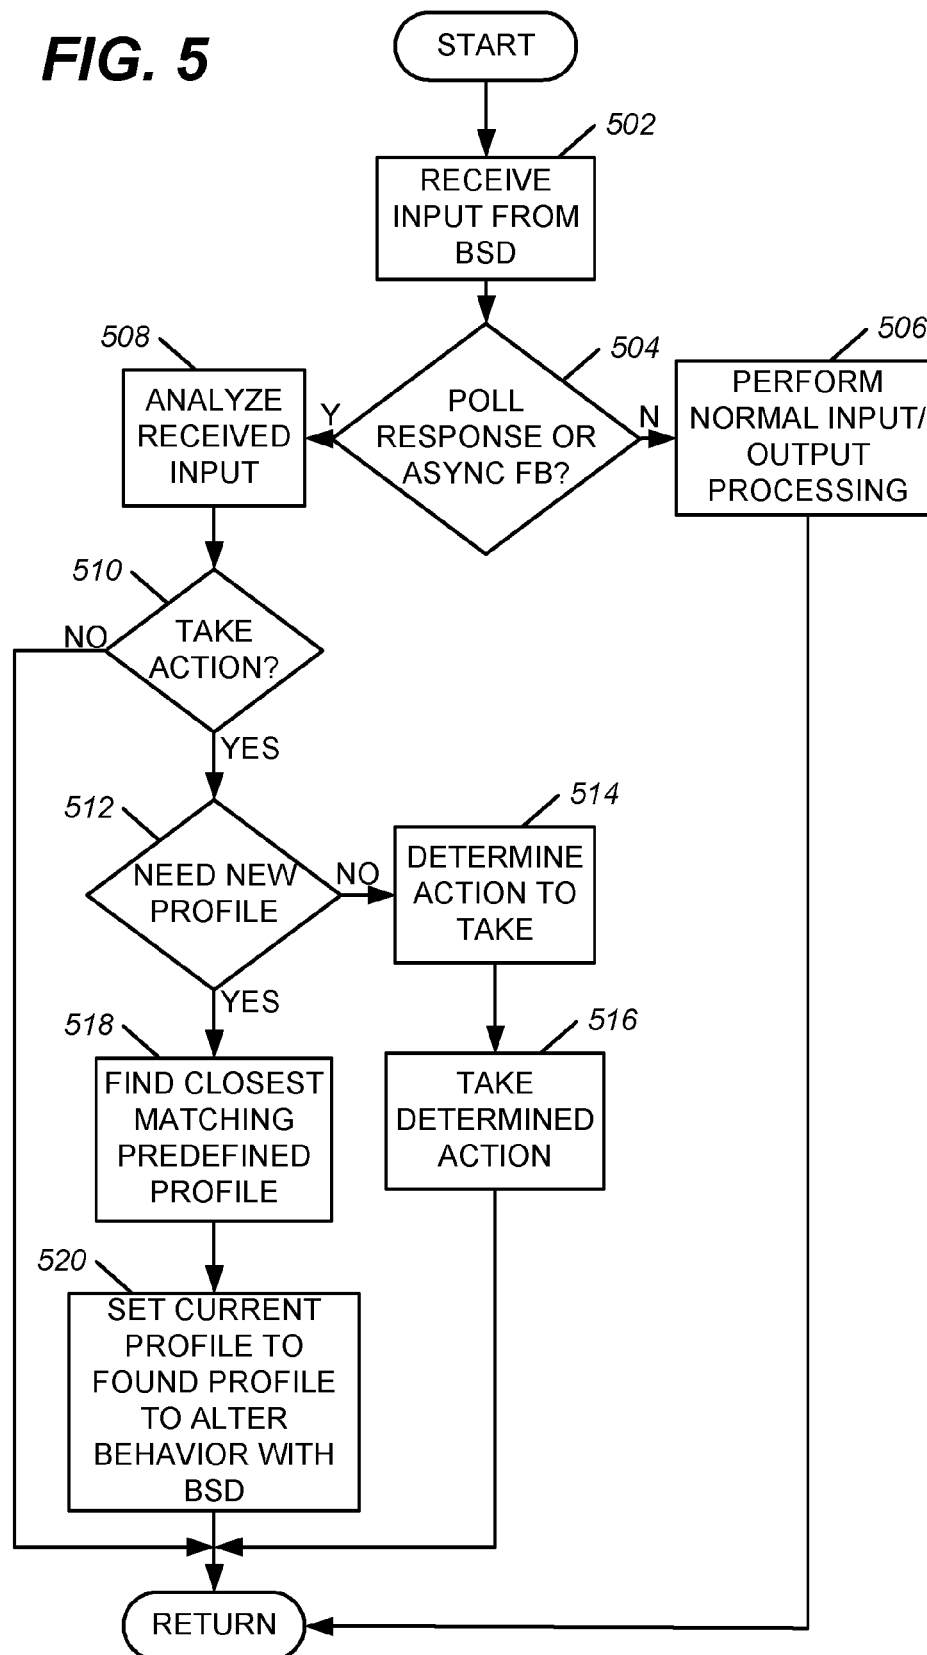 FIG. 5
START
502
RECEIVE
INPUT FROM
BSD
504
POLL
RESPONSE OR
ASYNC FB?
Y
N
506
PERFORM
NORMAL INPUT/
OUTPUT
PROCESSING
508
ANALYZE
RECEIVED
INPUT
510
TAKE
ACTION?
NO
YES
512
NEED NEW
PROFILE
NO
YES
514
DETERMINE
ACTION TO
TAKE
516
TAKE
DETERMINED
ACTION
518
FIND CLOSEST
MATCHING
PREDEFINED
PROFILE
520
SET CURRENT
PROFILE TO
FOUND PROFILE
TO ALTER
BEHAVIOR WITH
BSD
RETURN